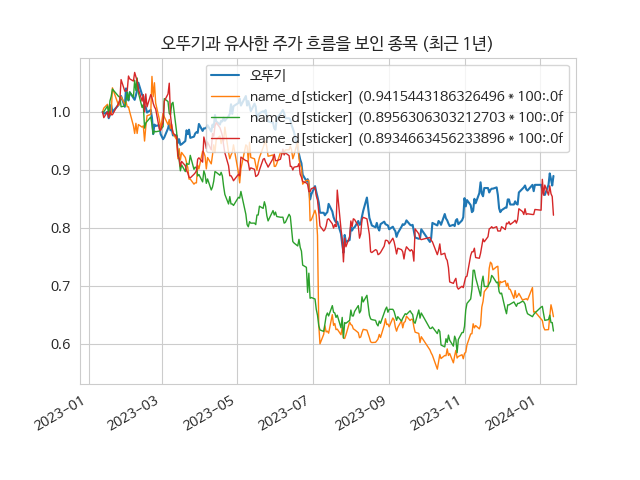 오뚜기과 유사한 주가 흐름을 보인 종목 (최근 1년)
오뚜기
name_d[sticker] (0.9415443186326496 * 100:.0f
name_d[sticker] (0.8956306303212703 * 100:.0f
name_d[sticker] (0.8934663456233896 * 100:.0f
1.0
0.9
0.8
0.7
0.6
2023-01
2023-03
2023-05
2023-07
2023-09
2023-11
2024-01